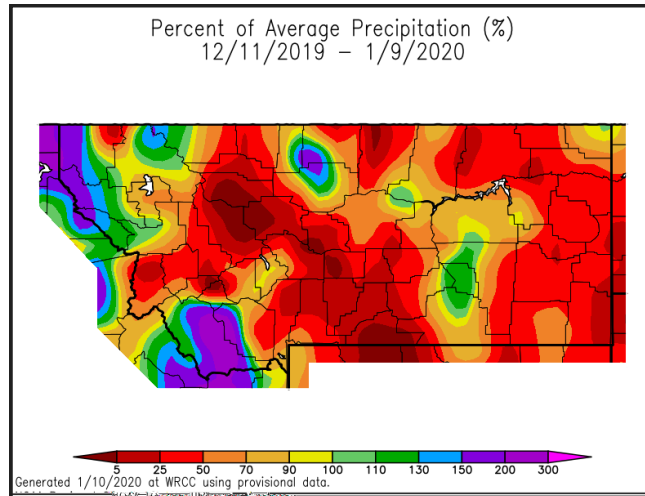 Percent of Average Precipitation (%)
12/11/2019 – 1/9/2020
5 25 50 70 90 100 110 130 150 200 300
Generated 1/10/2020 at WRCC using provisional data.